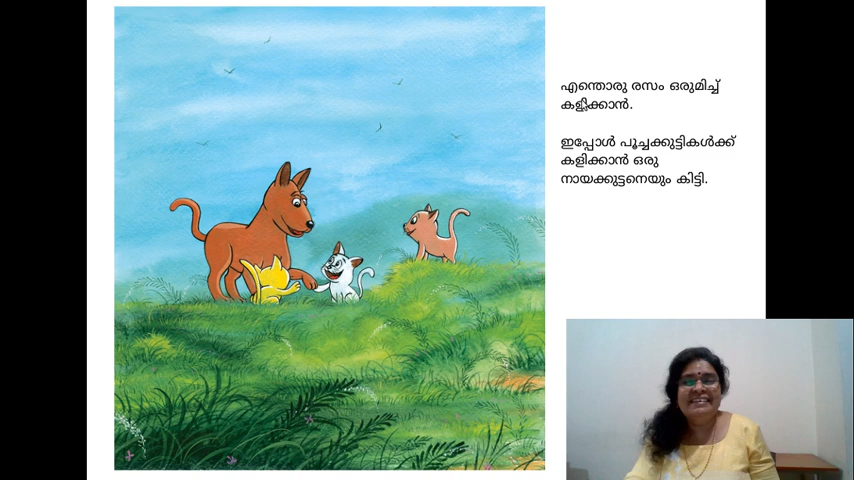 എന്തൊരു രസം ഒരുമിച്ച്
കളിക്കാൻ.
ഇപ്പോൾ പൂച്ചക്കുട്ടികൾക്ക്
കളിക്കാൻ ഒരു
നായക്കുട്ടനെയും കിട്ടി.